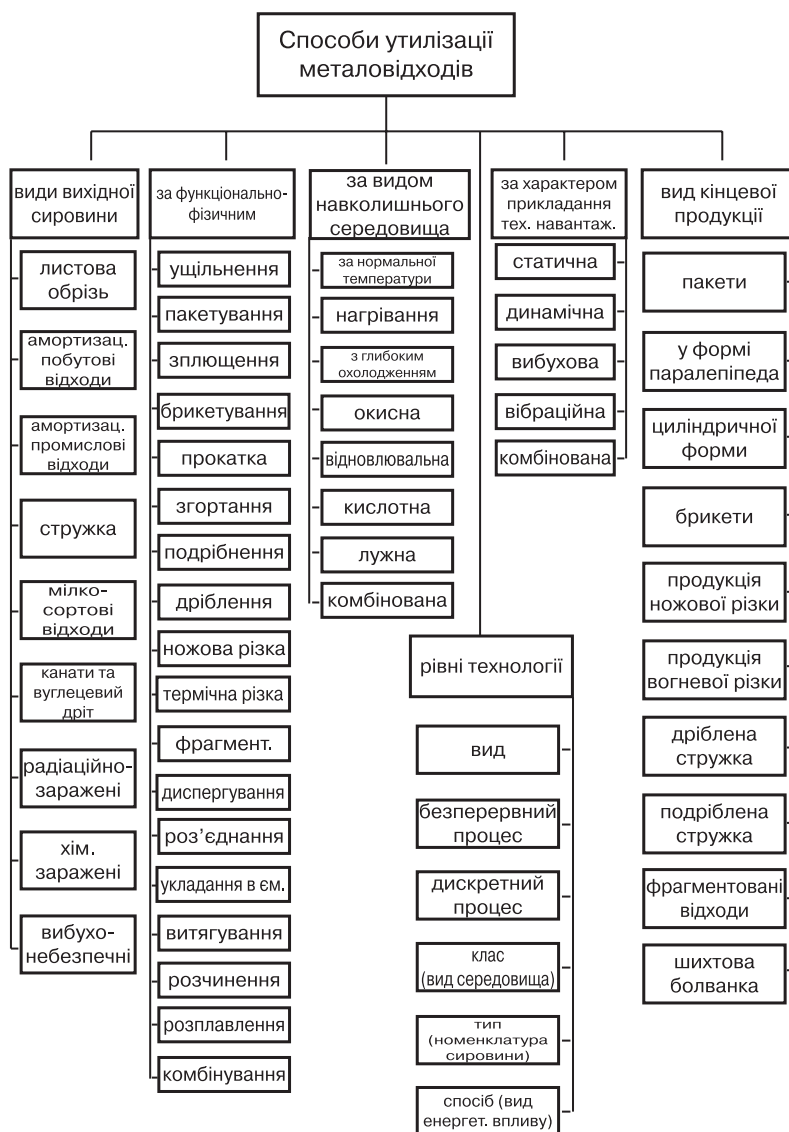 Способи утилізації
металовідходів
види вихідної
сировини
листова
обрізь
амортизац.
побутові
відходи
амортизац.
промислові
відходи
стружка
мілко-
сортові
відходи
канати та
вуглецевий
дріт
радіаційно-
заражені
хім.
заражені
вибухо-
небезпечні
за функціонально-
фізичним
ущільнення
пакетування
зплющення
брикетування
прокатка
згортання
подрібнення
дріблення
ножова різка
термічна різка
фрагмент.
диспергування
роз’єднання
укладання в єм.
витягування
розчинення
розплавлення
комбінування
за видом
навколишнього
середовища
за нормальної
температури
нагрівання
з глибоким
охолодженням
окисна
відновлювальна
кислотна
лужна
комбінована
рівні технології
вид
безперервний
процес
дискретний
процес
клас
(вид середовища)
тип
(номенклатура
сировини)
спосіб (вид
енергет. впливу)
за характером
прикладання
тех. навантаж.
статична
динамічна
вибухова
вібраційна
комбінована
вид кінцевої
продукції
пакети
у формі
паралепіпеда
циліндричної
форми
брикети
продукція
ножової різки
продукція
вогневої різки
дріблена
стружка
подріблена
стружка
фрагментовані
відходи
шихтова
болванка